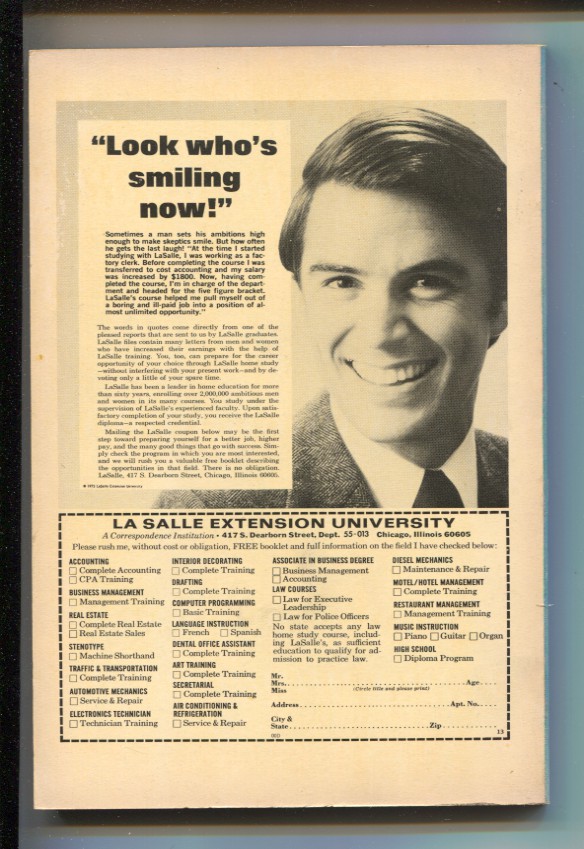 “Look who’s
smiling
now!”
Sometimes a man sets his ambitions high
enough to make skeptics smile. But how often
he gets the last laugh! “At the time I started
studying with LaSalle, I was working as a fac-
tory clerk. Before completing the course I was
transferred to cost accounting and my salary
was increased by $1800. Now, having com-
pleted the course, I’m in charge of the depart-
ment and headed for the five figure bracket.
LaSalle’s course helped me pull myself out of
a boring and ill-paid job into a position of al-
most unlimited opportunity.”
The words in quotes come directly from one of the
pleased reports that are sent to us by LaSalle graduates.
LaSalle files contain many letters from men and women
who have increased their earnings with the help of
LaSalle training. You, too, can prepare for the career
opportunity of your choice through LaSalle home study
—without interfering with your present work—and by de-
voting only a little of your spare time.
LaSalle has been a leader in home education for more
than sixty years, enrolling over 2,000,000 ambitious men
and women in its many courses. You study under the
supervision of LaSalle’s experienced faculty. Upon satis-
factory completion of your study, you receive the LaSalle
diploma—a respected credential.
Mailing the LaSalle coupon below may be the first
step toward preparing yourself for a better job, higher
pay, and the many good things that go with success. Sim-
ply check the program in which you are most interested,
and we will rush you a valuable free booklet describing
the opportunities in that field. There is no obligation.
LaSalle, 417 S. Dearborn Street, Chicago, Illinois 60605.
LA SALLE EXTENSION UNIVERSITY
A Correspondence Institution • 417 S. Dearborn Street, Dept. 55-013 Chicago, Illinois 60605
Please rush me, without cost or obligation, FREE booklet and full information on the field I have checked below:
ACCOUNTING
Complete Accounting
CPA Training
BUSINESS MANAGEMENT
Management Training
REAL ESTATE
Complete Real Estate
Real Estate Sales
STENOTYPE
Machine Shorthand
TRAFFIC & TRANSPORTATION
Complete Training
AUTOMOTIVE MECHANICS
Service & Repair
ELECTRONICS TECHNICIAN
Technician Training
INTERIOR DECORATING
Complete Training
DRAFTING
Complete Training
COMPUTER PROGRAMMING
Basic Training
LANGUAGE INSTRUCTION
French Spanish
DENTAL OFFICE ASSISTANT
Complete Training
ART TRAINING
Complete Training
SECRETARIAL
Complete Training
AIR CONDITIONING &
REFRIGERATION
Service & Repair
ASSOCIATE IN BUSINESS DEGREE
Business Management
Accounting
LAW COURSES
Law for Executive
Leadership
Law for Police Officers
No state accepts any law
home study course, includ-
ing LaSalle’s, as sufficient
education to qualify for ad-
mission to practice law.
DIESEL MECHANICS
Maintenance & Repair
MOTEL/HOTEL MANAGEMENT
Complete Training
RESTAURANT MANAGEMENT
Management Training
MUSIC INSTRUCTION
Piano Guitar Organ
HIGH SCHOOL
Diploma Program
Mr.
Mrs. Age
Miss (Circle title and please print)
Address Apt. No.
City &
State Zip
13